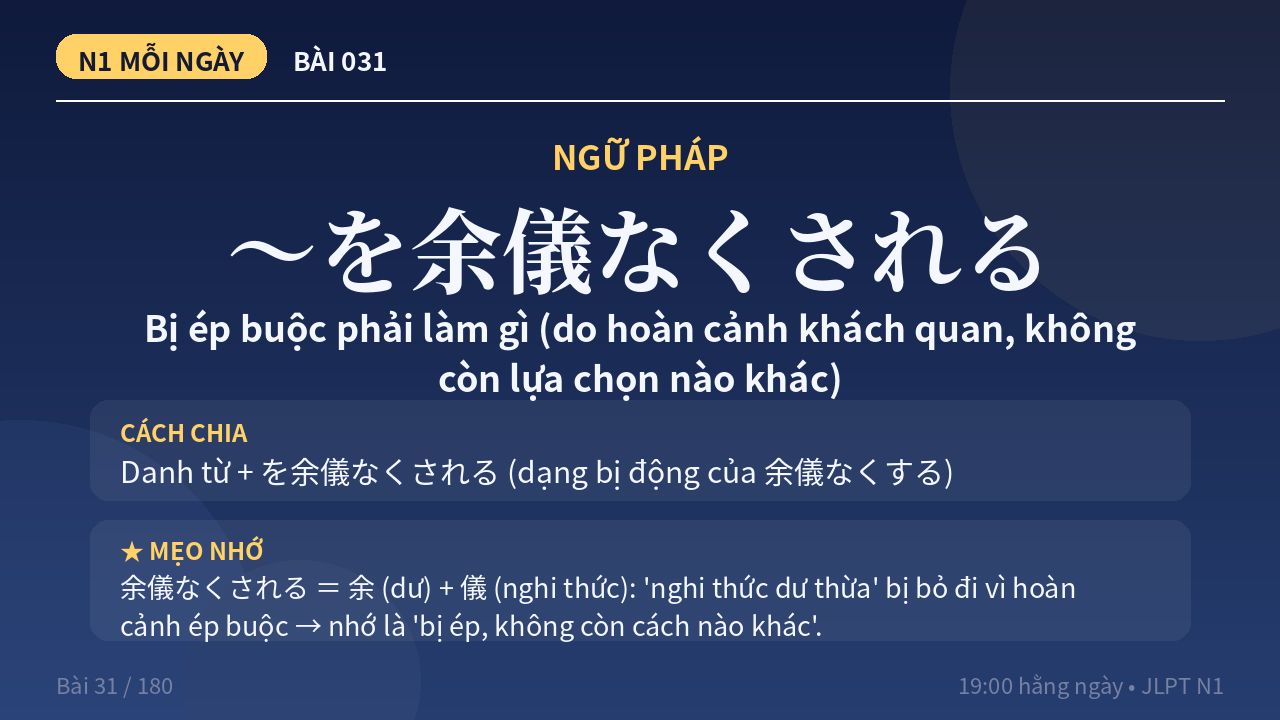 N1 MỖI NGÀY
BÀI 031
NGỮ PHÁP
～を余儀なくされる
Bị ép buộc phải làm gì (do hoàn cảnh khách quan, không
còn lựa chọn nào khác)
CÁCH CHIA
Danh từ + を余儀なくされる (dạng bị động của 余儀なくする)
★ MẸO NHỚ
余儀なくされる ＝ 余 (dư) + 儀 (nghi thức): 'nghi thức dư thừa' bị bỏ đi vì hoàn
cảnh ép buộc → nhớ là 'bị ép, không còn cách nào khác'.
Bài 31 / 180
19:00 hằng ngày • JLPT N1